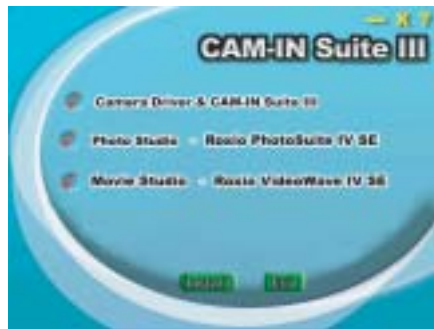 — X ?
CAM-IN Suite III
Camera Driver & CAM-IN Suite III
Photo Studio - Roxio PhotoSuite IV SE
Movie Studio - Roxio VideoWave IV SE
Exit